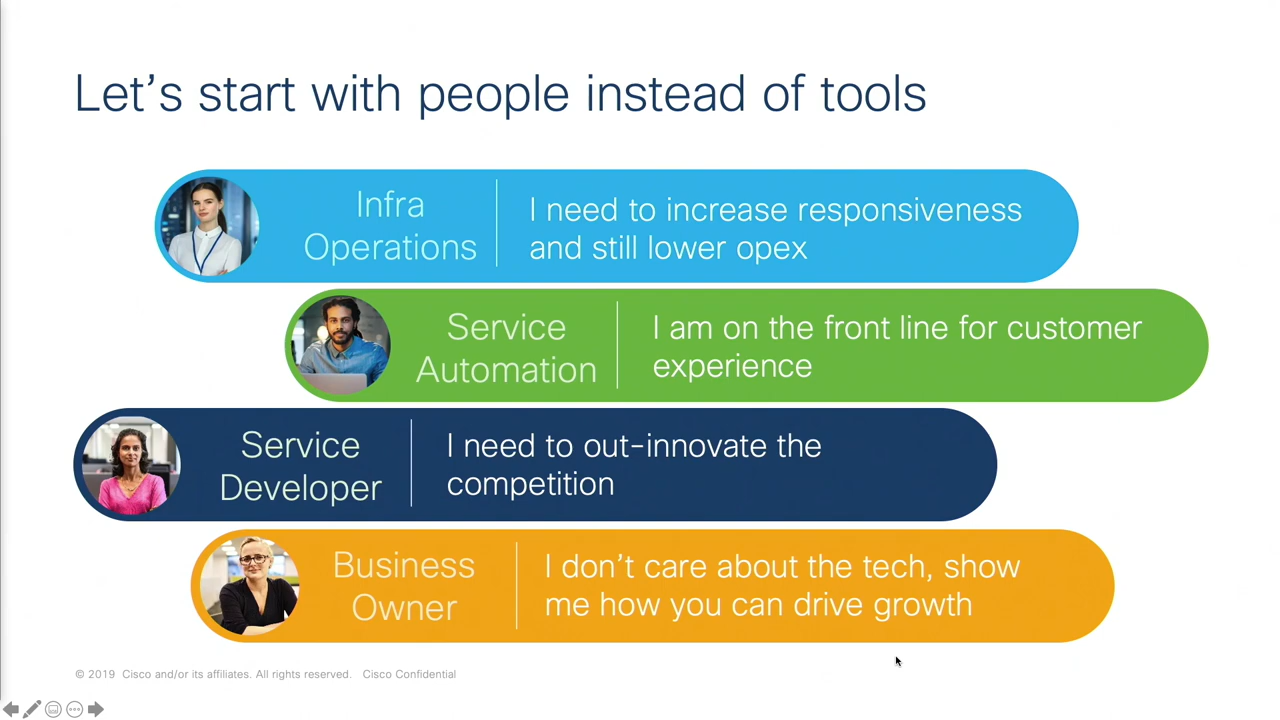 Let's start with people instead of tools
Infra
Operations
I need to increase responsiveness
and still lower opex
Service
Automation
I am on the front line for customer
experience
Service
Developer
I need to out-innovate the
competition
Business
Owner
I don't care about the tech, show
me how you can drive growth
© 2019 Cisco and/or its affiliates. All rights reserved. Cisco Confidential